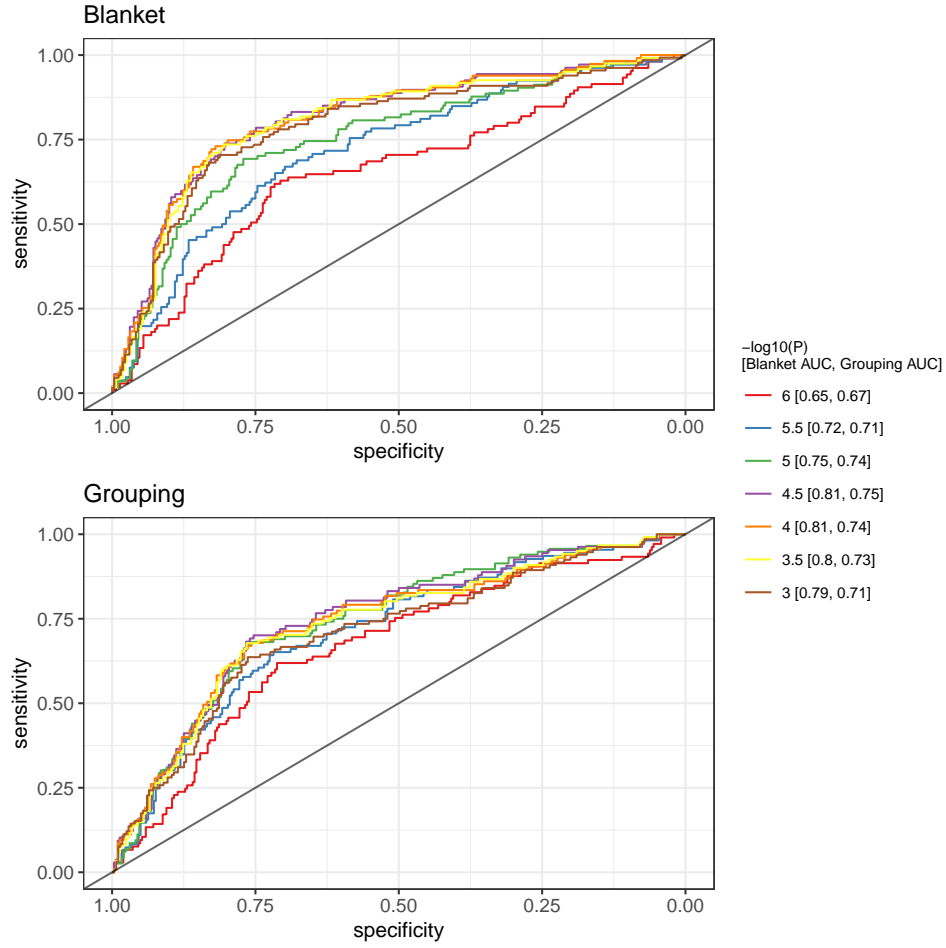 Blanket
1.00
0.75
0.50
0.25
0.00
sensitivity
1.00 0.75 0.50 0.25 0.00
specificity
Grouping
1.00
0.75
0.50
0.25
0.00
sensitivity
1.00 0.75 0.50 0.25 0.00
specificity
−log10(P)
[Blanket AUC, Grouping AUC]
6 [0.65, 0.67]
5.5 [0.72, 0.71]
5 [0.75, 0.74]
4.5 [0.81, 0.75]
4 [0.81, 0.74]
3.5 [0.8, 0.73]
3 [0.79, 0.71]